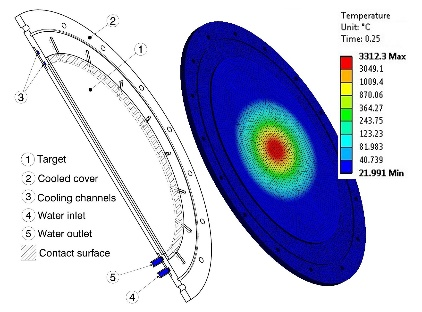 2
1
3
1 Target
2 Cooled cover
3 Cooling channels
4 Water inlet
5 Water outlet
Contact surface
5
4
Temperature
Unit: °C
Time: 0.25
3312.3 Max
3049.1
1009.4
870.06
364.27
243.75
123.23
81.983
40.739
21.991 Min